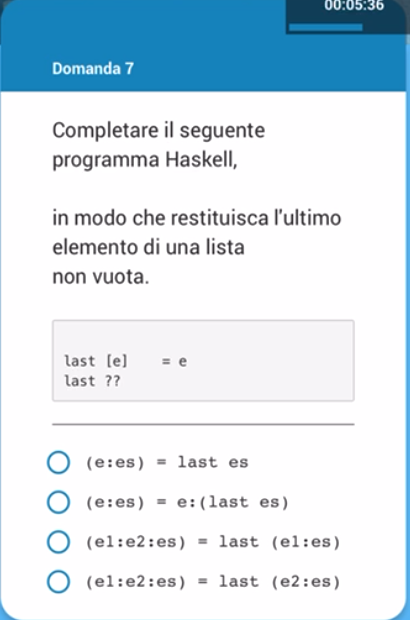 00:05:36
Domanda 7
Completare il seguente
programma Haskell,
in modo che restituisca l'ultimo
elemento di una lista
non vuota.
last [e]    = e
last ??
(e:es) = last es
(e:es) = e:(last es)
(e1:e2:es) = last (e1:es)
(e1:e2:es) = last (e2:es)